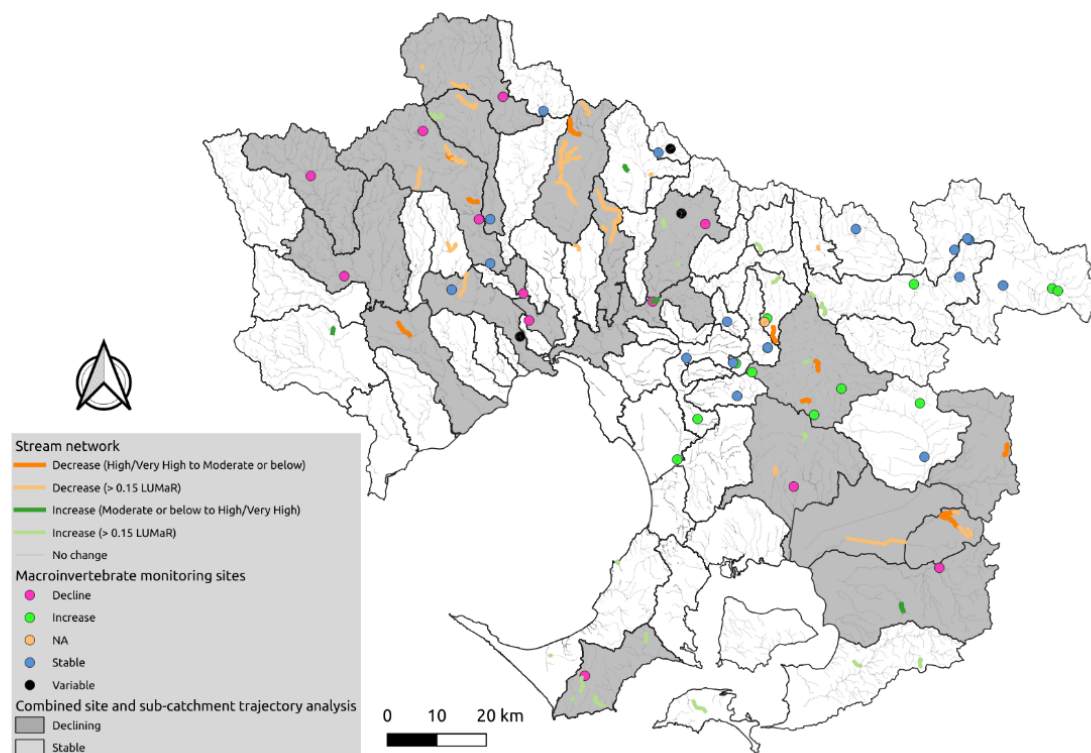 Stream network
Decrease (High/Very High to Moderate or below)
Decrease (> 0.15 LUMaR)
Increase (Moderate or below to High/Very High)
Increase (> 0.15 LUMaR)
No change
Macroinvertebrate monitoring sites
Decline
Increase
NA
Stable
Variable
Combined site and sub-catchment trajectory analysis
Declining
Stable
0 10 20 km